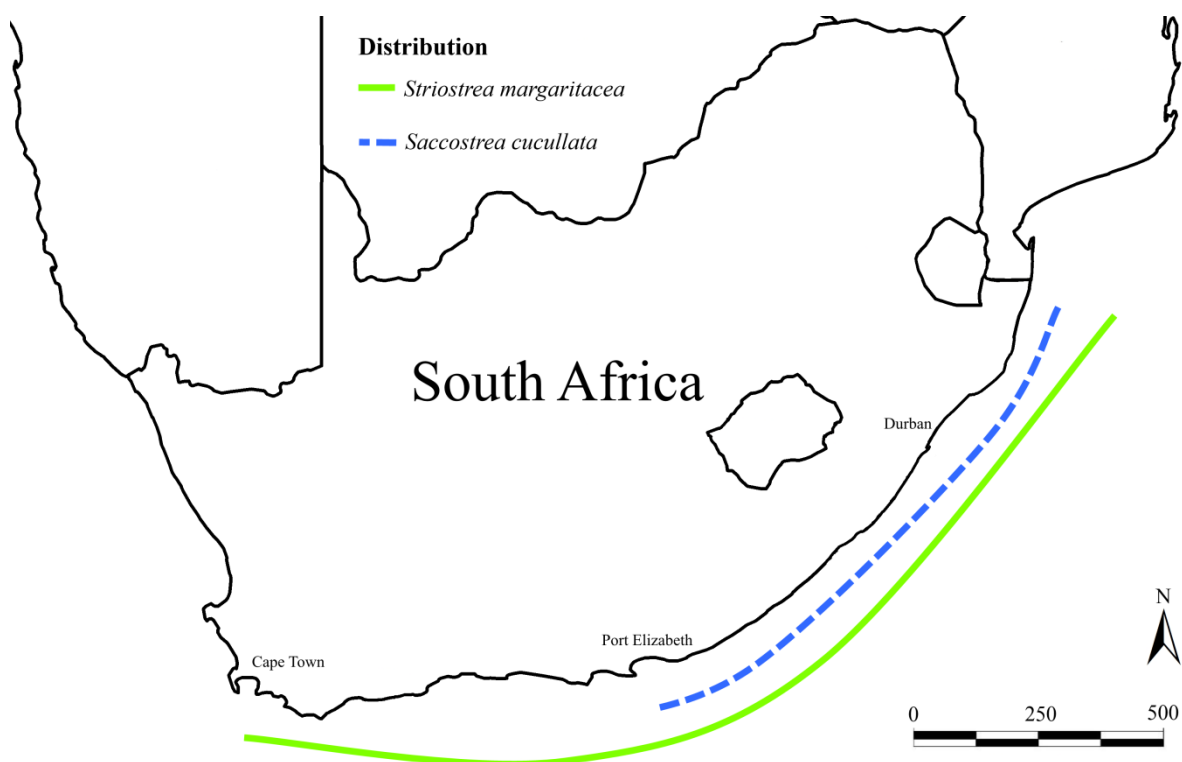 Distribution
Striostrea margaritacea
Saccostrea cucullata
South Africa
Durban
Port Elizabeth
Cape Town
N
0 250 500